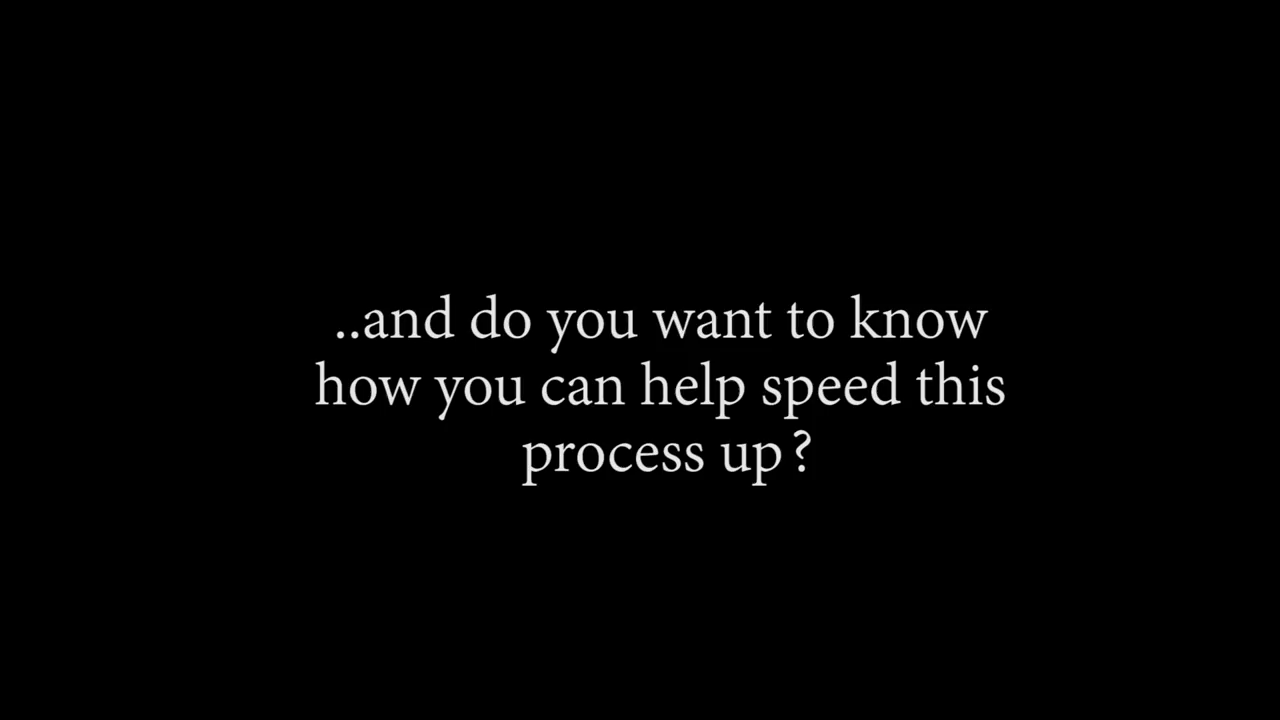 ..and do you want to know
how you can help speed this
process up?